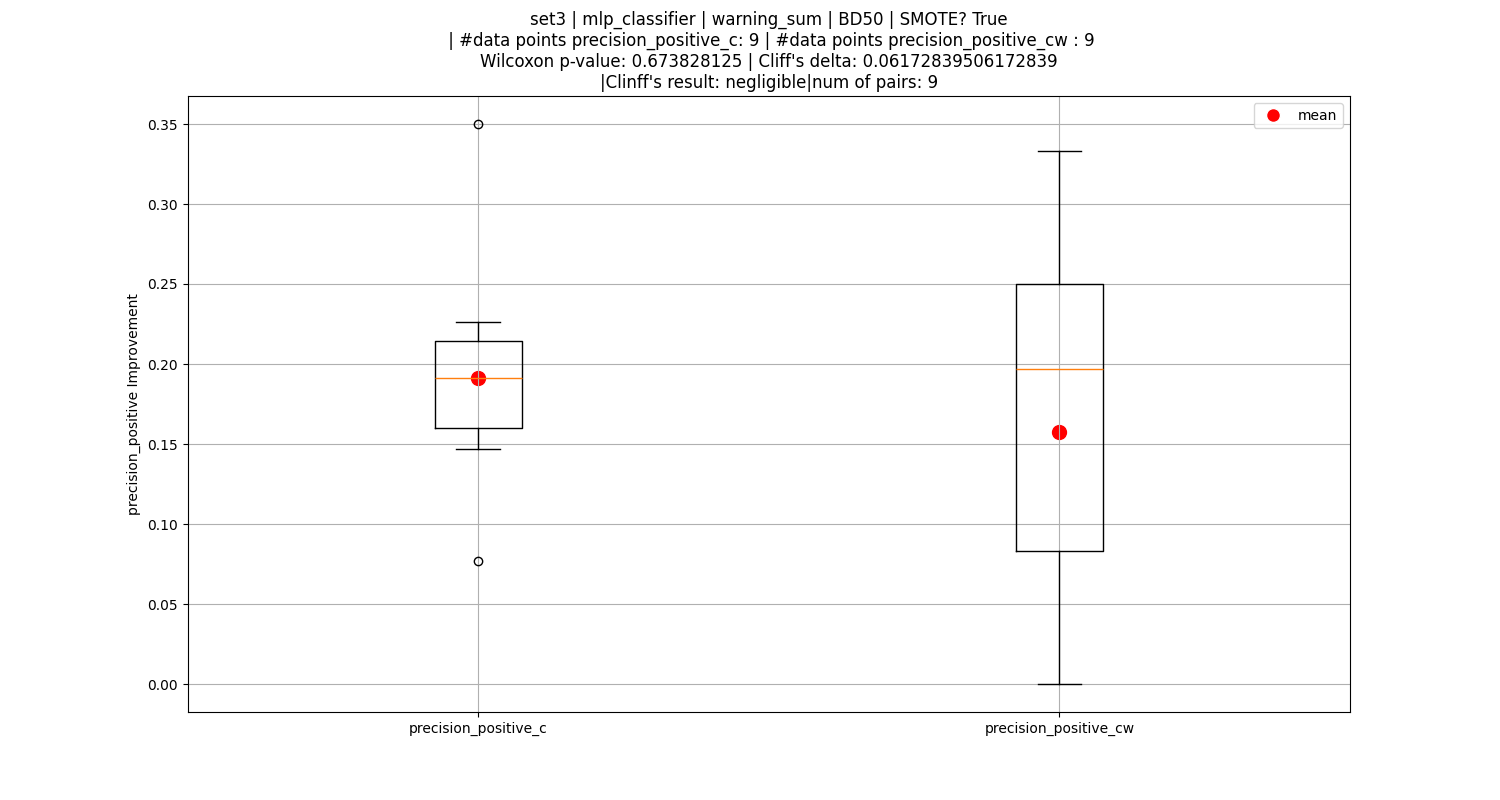 set3 | mlp_classifier | warning_sum | BD50 | SMOTE? True
| #data points precision_positive_c: 9 | #data points precision_positive_cw : 9
Wilcoxon p-value: 0.673828125 | Cliff's delta: 0.06172839506172839
|Clinff's result: negligible|num of pairs: 9
mean
0.35
0.30
0.25
0.20
0.15
0.10
0.05
0.00
precision_positive Improvement
precision_positive_c
precision_positive_cw